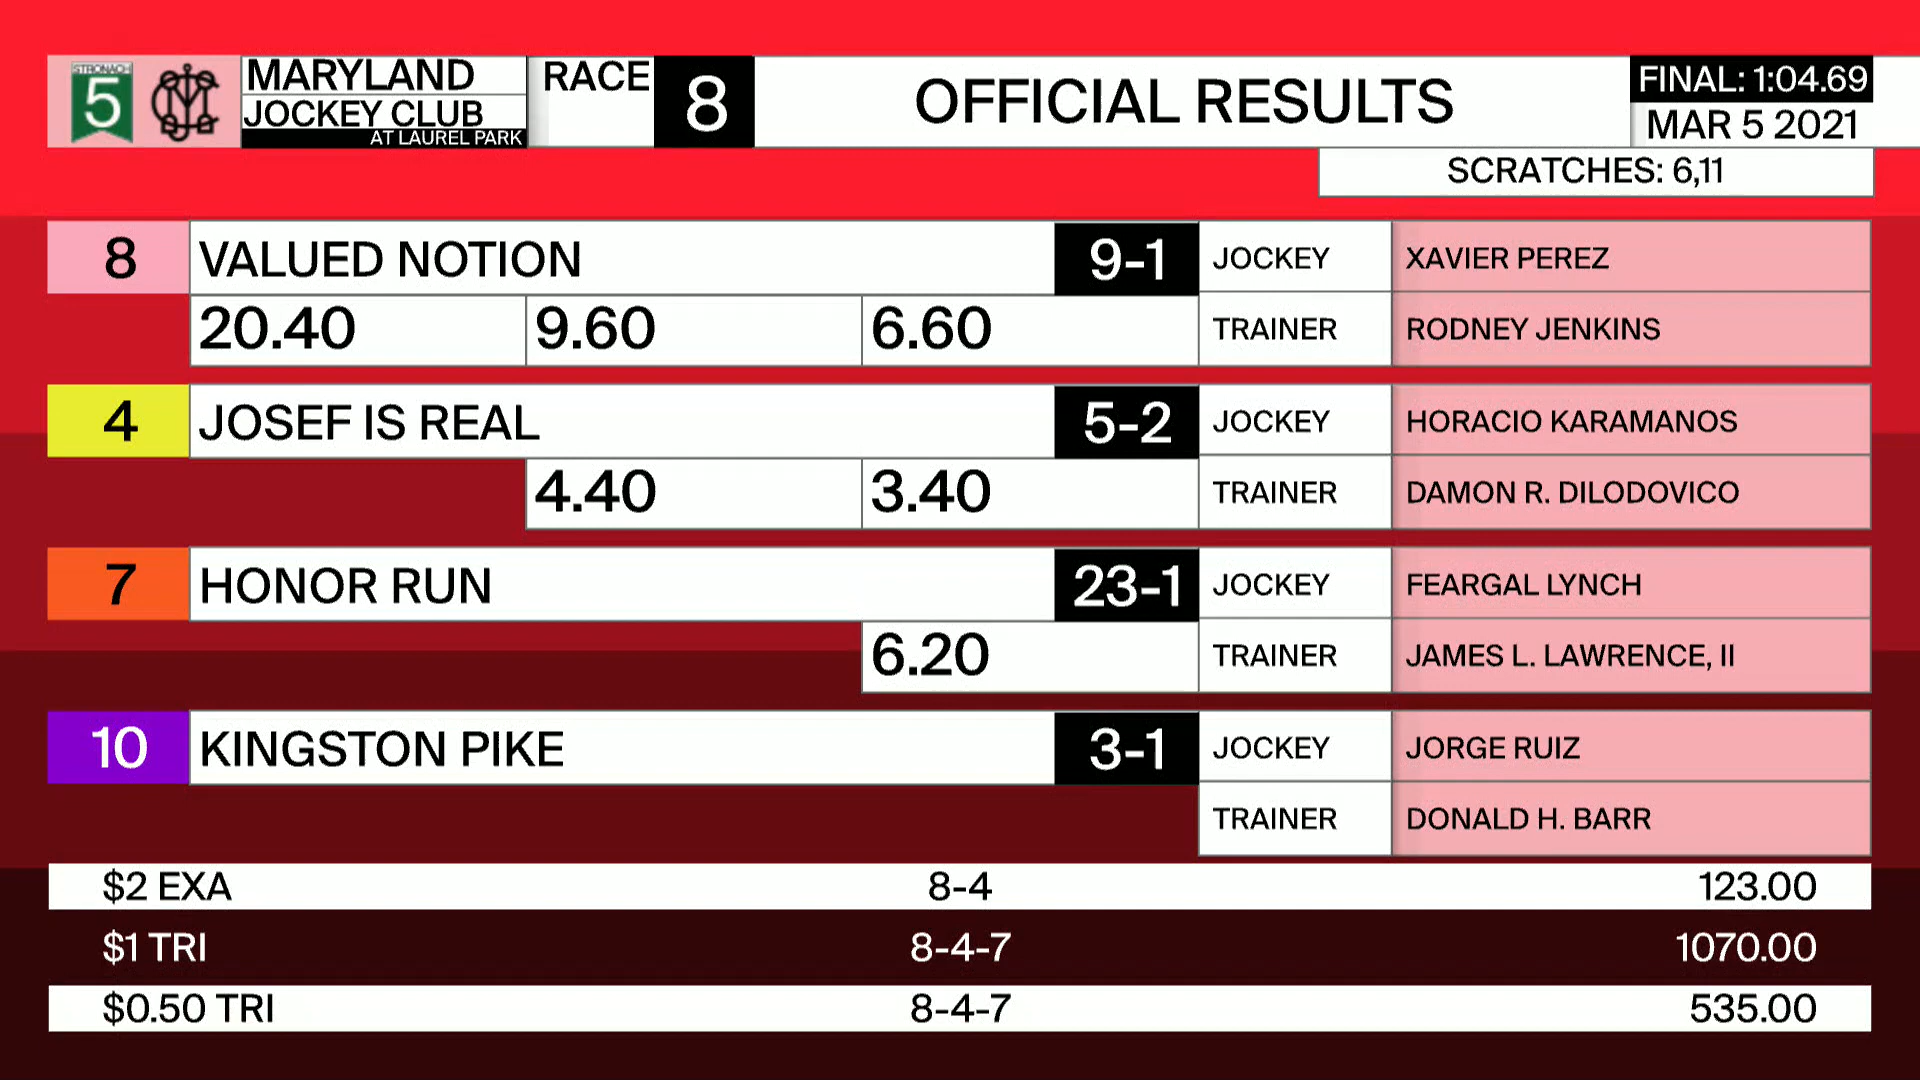 STRONACH
5
MARYLAND
JOCKEY CLUB
AT LAUREL PARK
RACE 8
OFFICIAL RESULTS
FINAL: 1:04.69
MAR 5 2021
SCRATCHES: 6,11
8 VALUED NOTION 9-1 JOCKEY XAVIER PEREZ
20.40 9.60 6.60 TRAINER RODNEY JENKINS
4 JOSEF IS REAL 5-2 JOCKEY HORACIO KARAMANOS
4.40 3.40 TRAINER DAMON R. DILODOVICO
7 HONOR RUN 23-1 JOCKEY FEARGAL LYNCH
6.20 TRAINER JAMES L. LAWRENCE, II
10 KINGSTON PIKE 3-1 JOCKEY JORGE RUIZ
TRAINER DONALD H. BARR
$2 EXA 8-4 123.00
$1 TRI 8-4-7 1070.00
$0.50 TRI 8-4-7 535.00